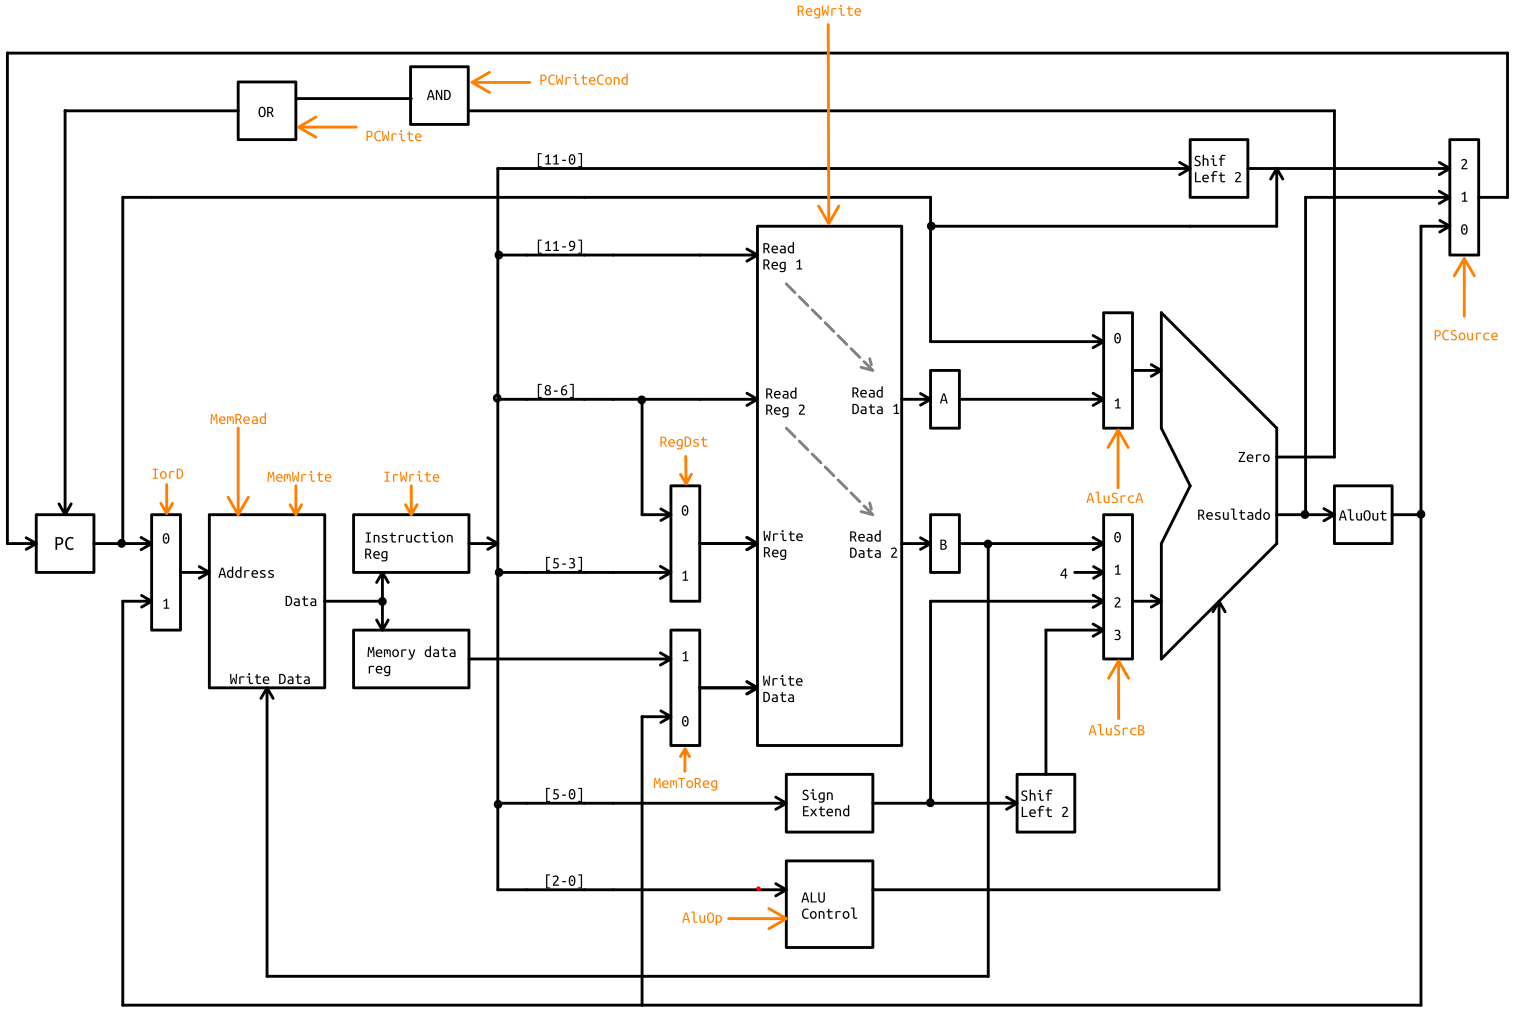 RegWrite
PCWriteCond
AND
OR
PCWrite
[11-0]
Shif
Left 2
2
1
0
PCSource
[11-9]
Read
Reg 1
[8-6]
Read
Reg 2
Read
Data 1
A
0
1
AluSrcA
MemRead
IorD
MemWrite
IrWrite
RegDst
Zero
Resultado
AluOut
PC
0
1
Address
Data
Write Data
Instruction
Reg
Memory data
reg
0
1
[5-3]
Write
Reg
Read
Data 2
B
4
0
1
2
3
AluSrcB
1
0
MemToReg
Write
Data
[5-0]
Sign
Extend
Shif
Left 2
[2-0]
ALU
Control
AluOp